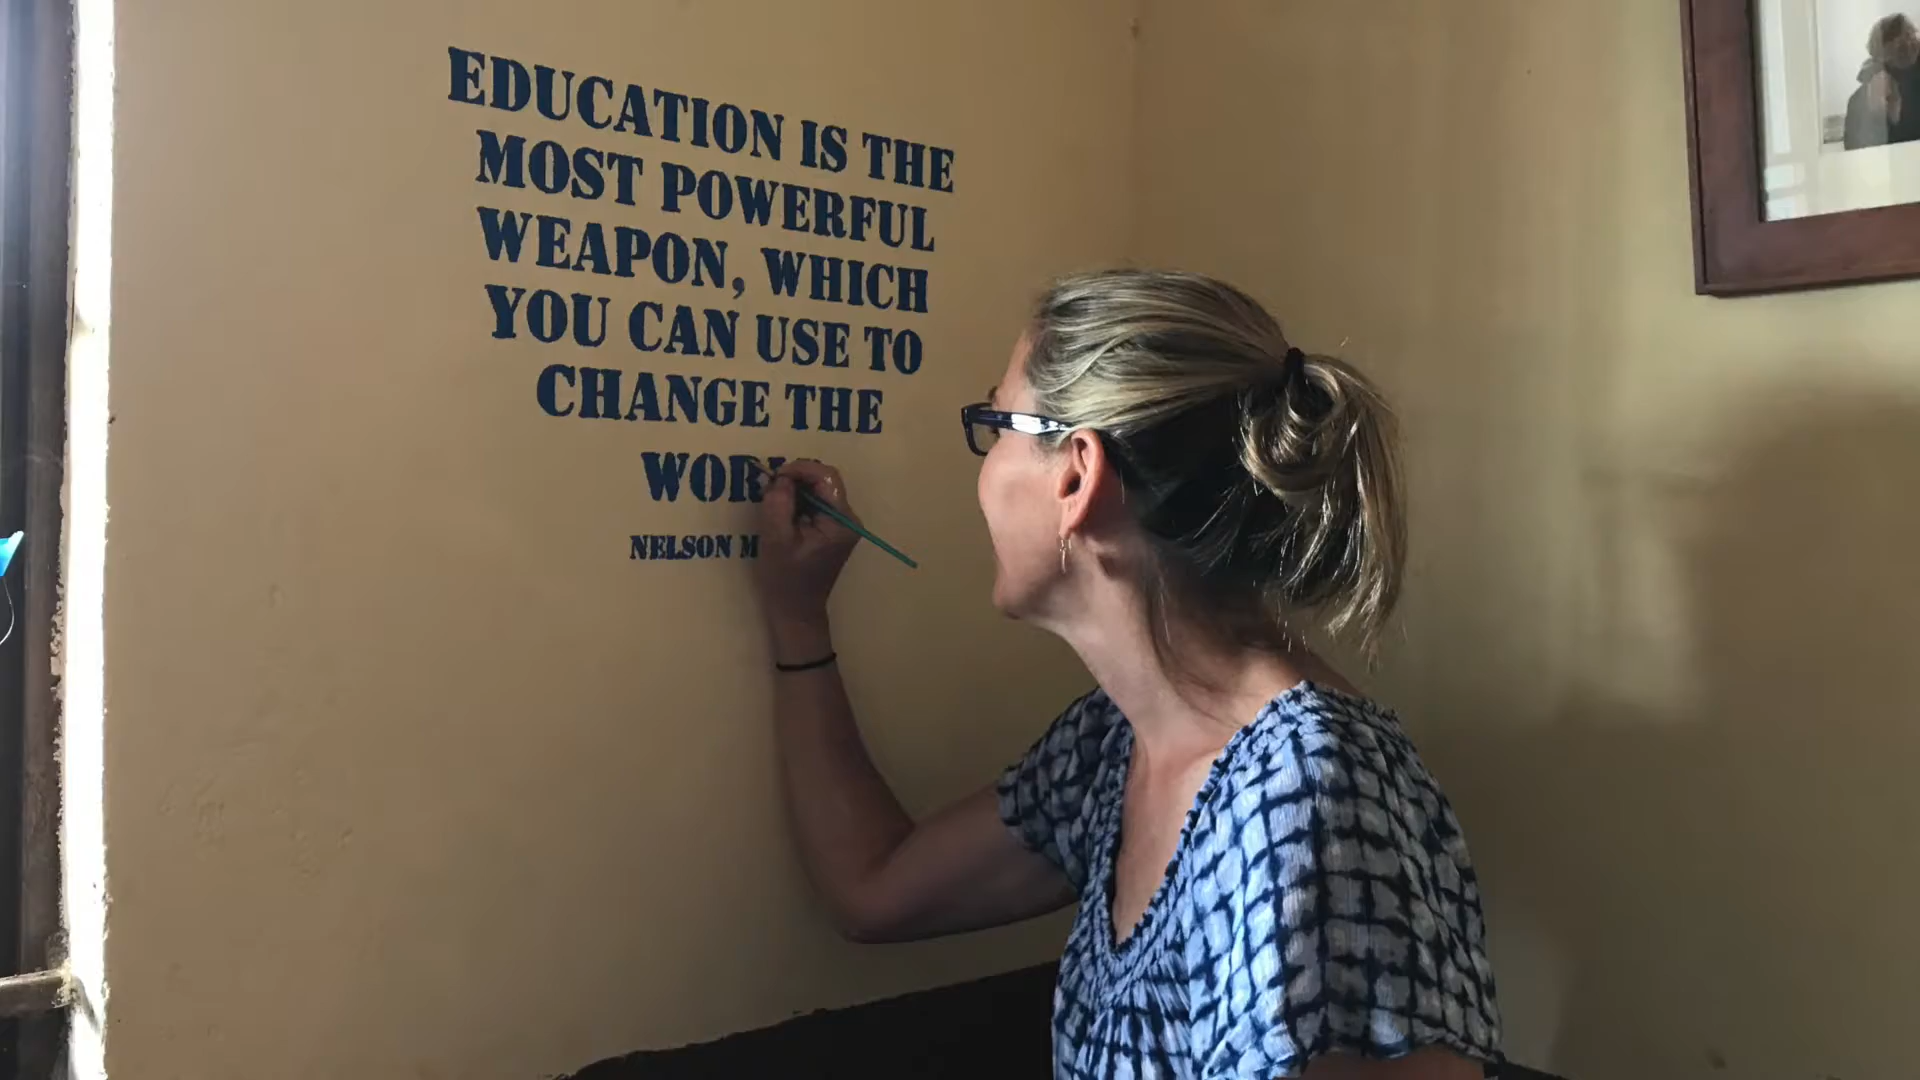 EDUCATION IS THE
MOST POWERFUL
WEAPON, WHICH
YOU CAN USE TO
CHANGE THE
NELSON